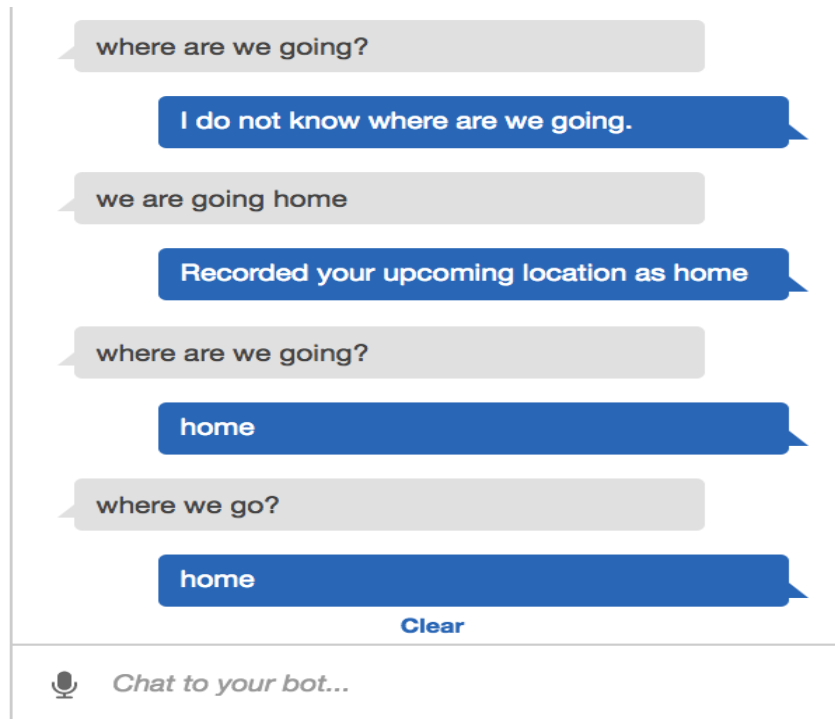 where are we going?
I do not know where are we going.
we are going home
Recorded your upcoming location as home
where are we going?
home
where we go?
home
Clear
Chat to your bot...